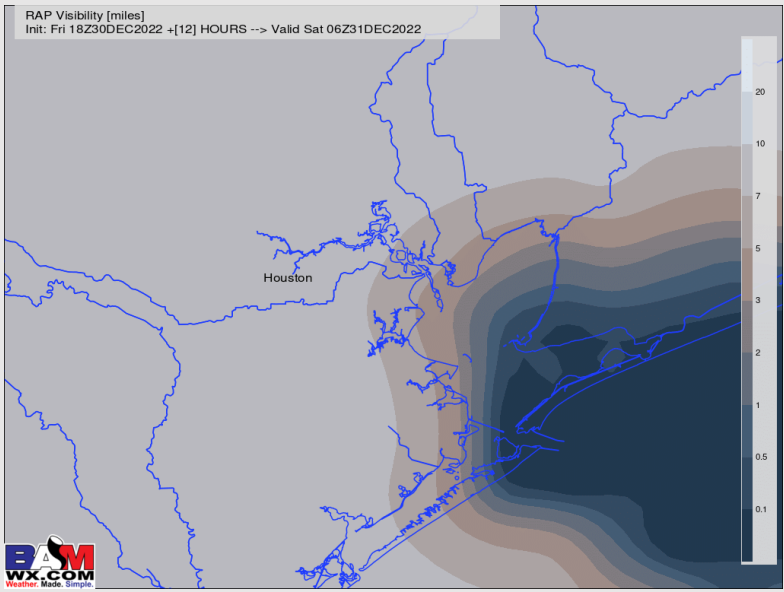 RAP Visibility [miles]
Init: Fri 18Z30DEC2022 +[12] HOURS --> Valid Sat 06Z31DEC2022
20
10
7
5
3
2
1
0.5
0.1
Houston
BAM
WX.COM
Weather. Made. Simple.